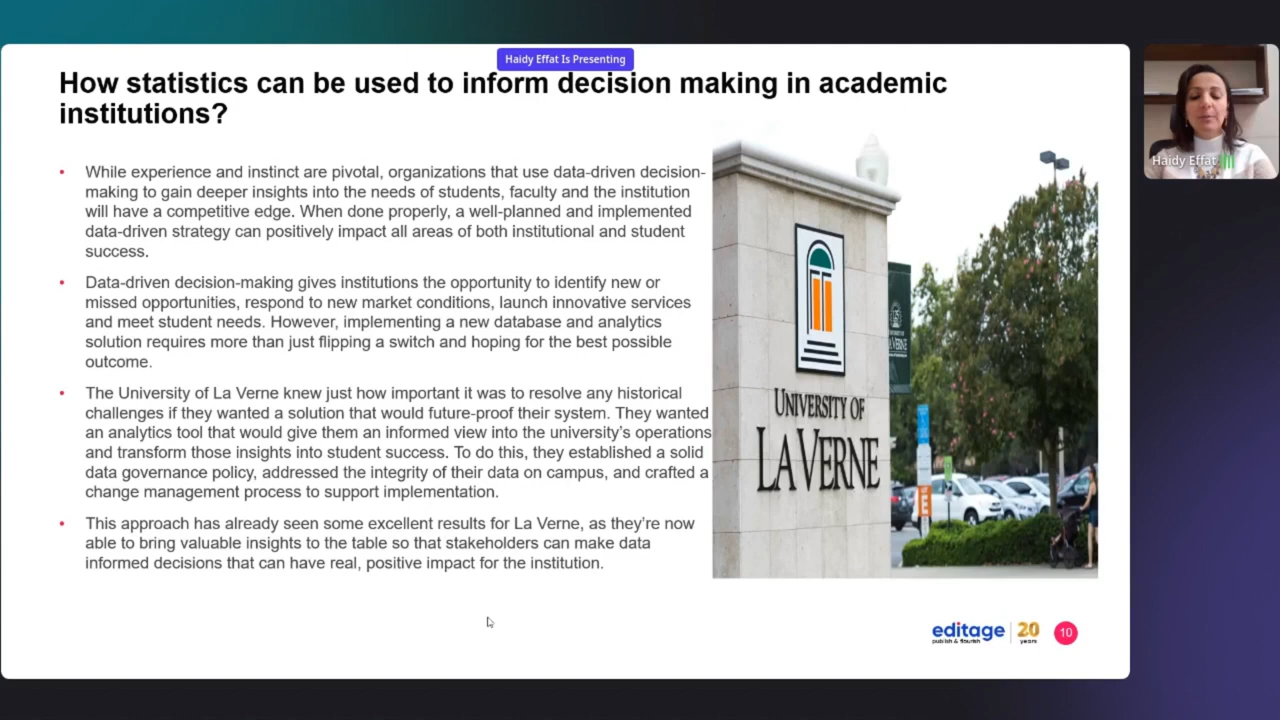 Haidy Effat Is Presenting
How statistics can be used to inform decision making in academic
institutions?
Haidy Effat
• While experience and instinct are pivotal, organizations that use data-driven decision-
making to gain deeper insights into the needs of students, faculty and the institution
will have a competitive edge. When done properly, a well-planned and implemented
data-driven strategy can positively impact all areas of both institutional and student
success.
• Data-driven decision-making gives institutions the opportunity to identify new or
missed opportunities, respond to new market conditions, launch innovative services
and meet student needs. However, implementing a new database and analytics
solution requires more than just flipping a switch and hoping for the best possible
outcome.
• The University of La Verne knew just how important it was to resolve any historical
challenges if they wanted a solution that would future-proof their system. They wanted
an analytics tool that would give them an informed view into the university's operations
and transform those insights into student success. To do this, they established a solid
data governance policy, addressed the integrity of their data on campus, and crafted a
change management process to support implementation.
• This approach has already seen some excellent results for La Verne, as they're now
able to bring valuable insights to the table so that stakeholders can make data
informed decisions that can have real, positive impact for the institution.
UNIVERSITY OF
LA VERNE
LAVERNE
E
editage
publish & flourish
20
years
10